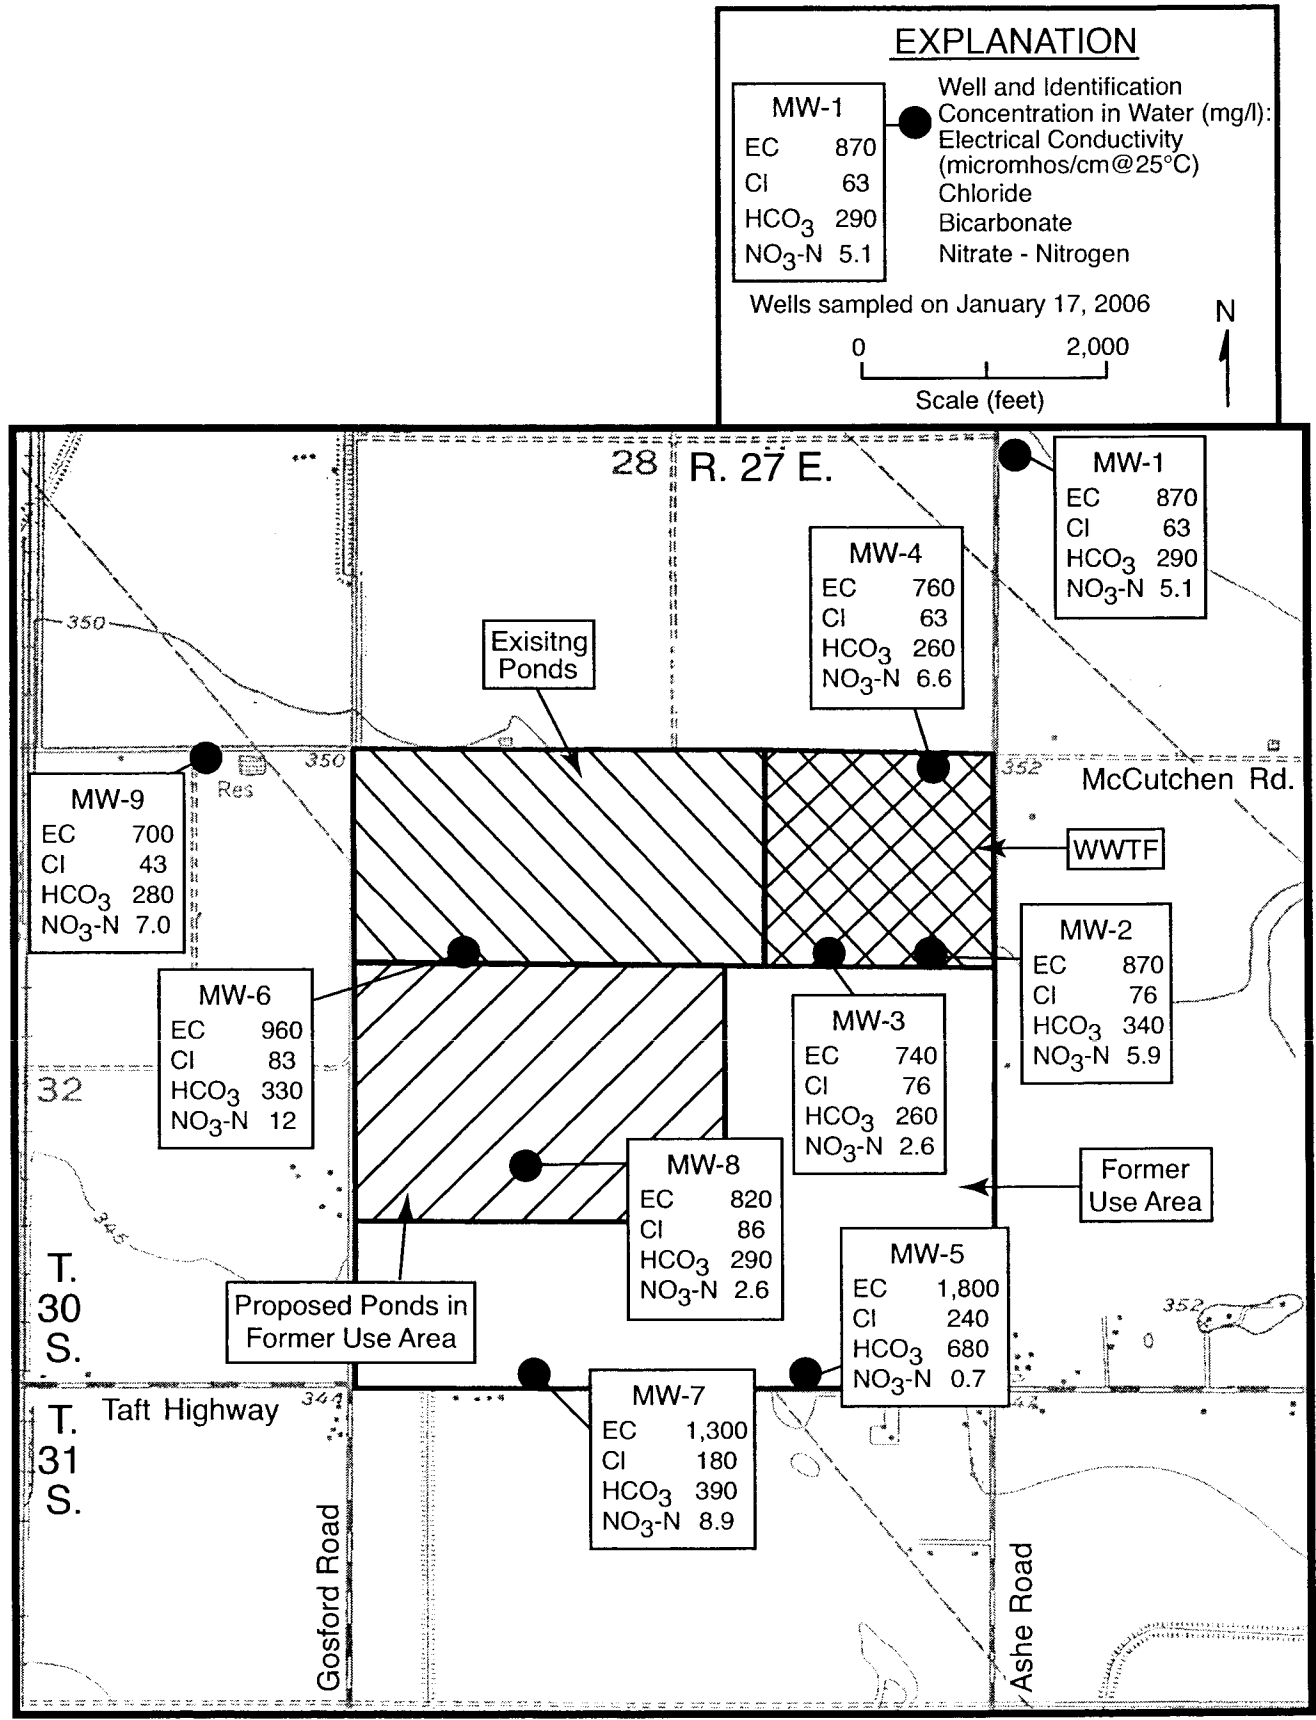 EXPLANATION
MW-1
EC 870
Cl 63
HCO3 290
NO3-N 5.1
Well and Identification
Concentration in Water (mg/l):
Electrical Conductivity
(micromhos/cm@25°C)
Chloride
Bicarbonate
Nitrate - Nitrogen
Wells sampled on January 17, 2006
N
0 2,000
Scale (feet)
28
R. 27 E.
MW-1
EC 870
Cl 63
HCO3 290
NO3-N 5.1
MW-4
EC 760
Cl 63
HCO3 260
NO3-N 6.6
350
Exisitng
Ponds
350
352
McCutchen Rd.
Res
MW-9
EC 700
Cl 43
HCO3 280
NO3-N 7.0
WWTF
MW-2
EC 870
Cl 76
HCO3 340
NO3-N 5.9
MW-6
EC 960
Cl 83
HCO3 330
NO3-N 12
MW-3
EC 740
Cl 76
HCO3 260
NO3-N 2.6
32
MW-8
EC 820
Cl 86
HCO3 290
NO3-N 2.6
Former
Use Area
345
T.
30
S.
Proposed Ponds in
Former Use Area
MW-5
EC 1,800
Cl 240
HCO3 680
NO3-N 0.7
352
Taft Highway
T.
31
S.
MW-7
EC 1,300
Cl 180
HCO3 390
NO3-N 8.9
Gosford Road
Ashe Road